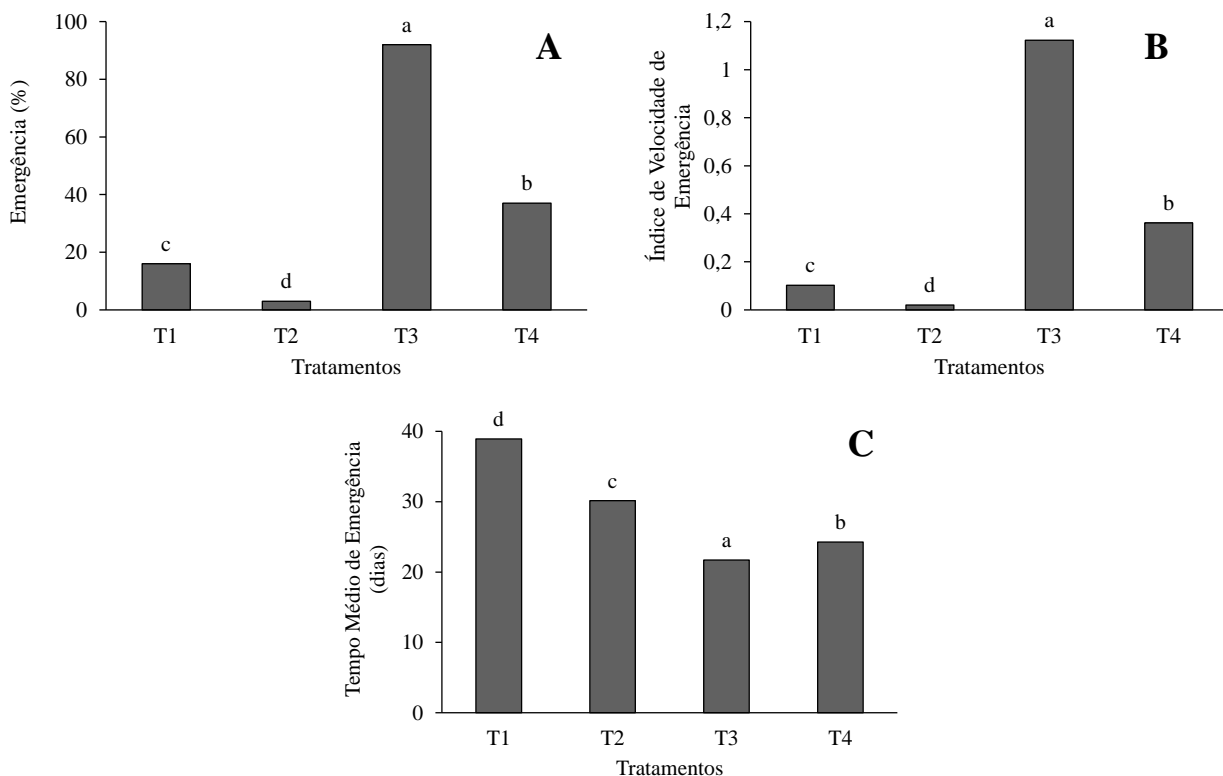 A
Emergência (%)
100
80
60
40
20
0
c
d
a
b
T1 T2 T3 T4
Tratamentos
B
Índice de Velocidade de
Emergência
1,2
1
0,8
0,6
0,4
0,2
0
c
d
a
b
T1 T2 T3 T4
Tratamentos
C
Tempo Médio de Emergência
(dias)
40
30
20
10
0
d
c
a
b
T1 T2 T3 T4
Tratamentos